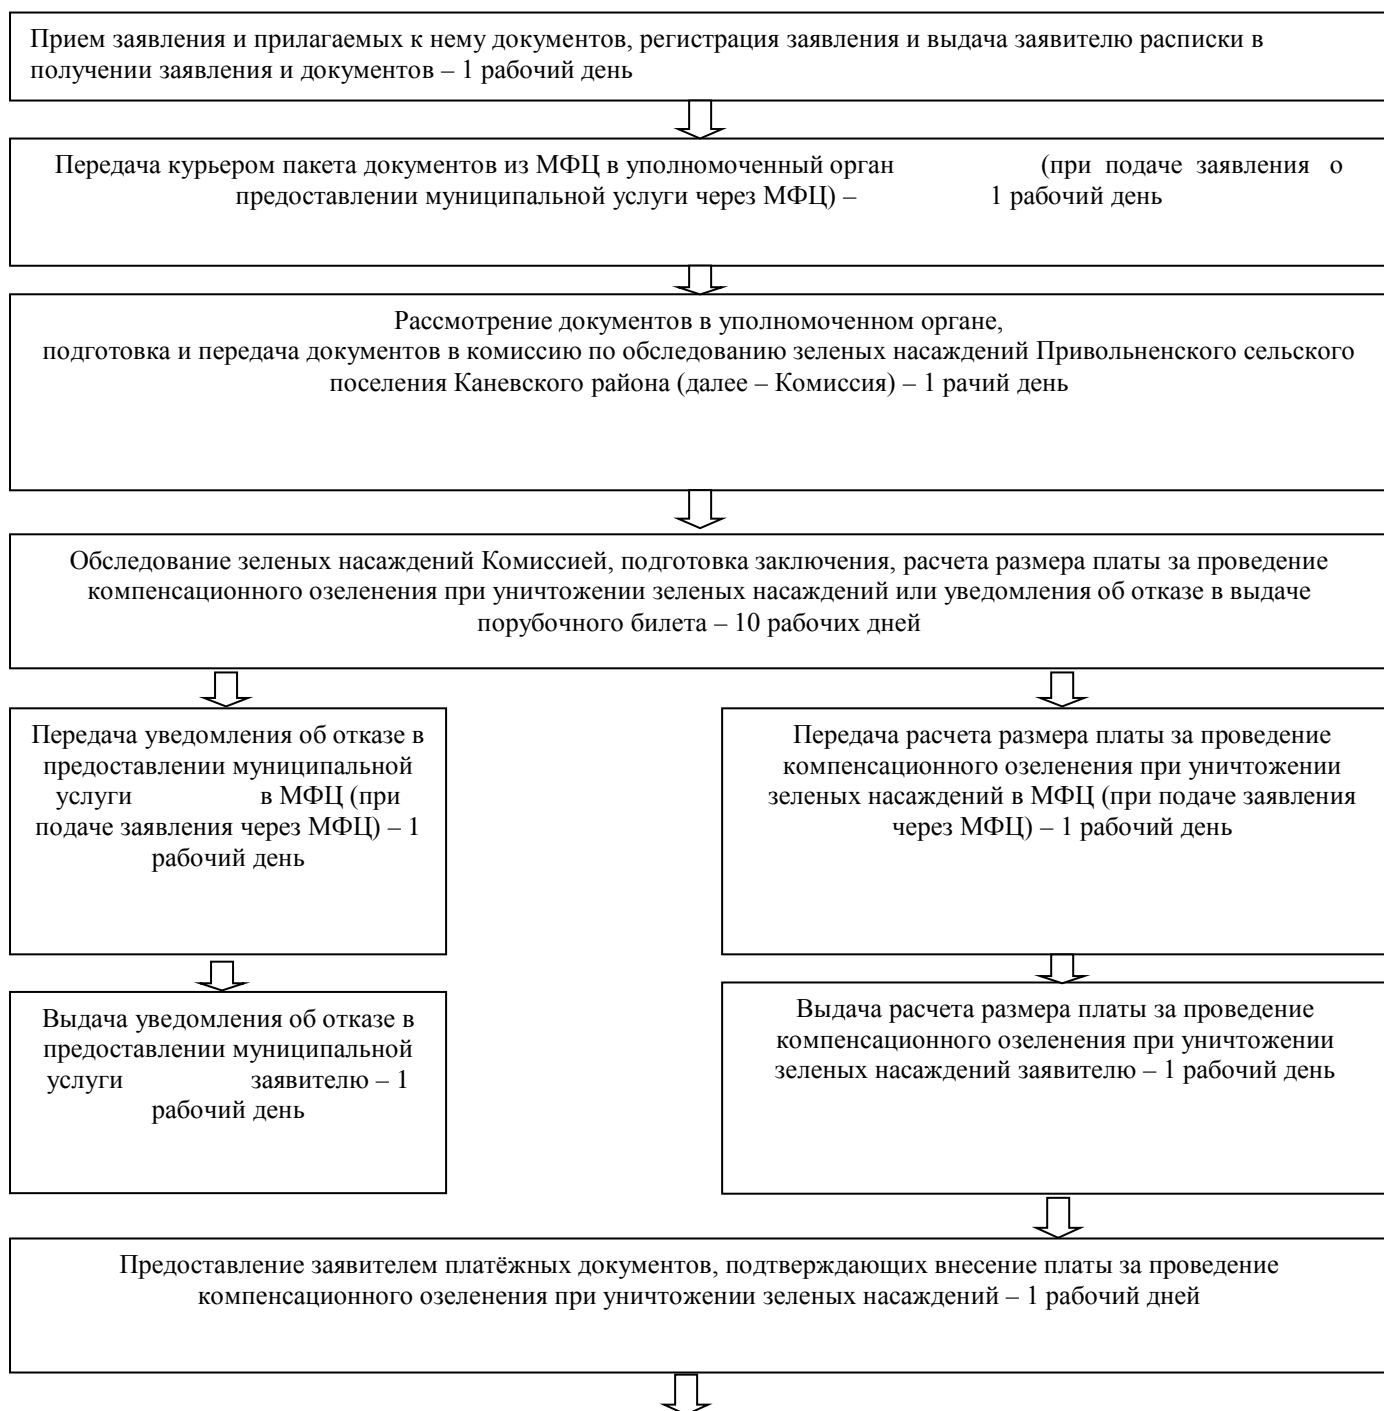 Прием заявления и прилагаемых к нему документов, регистрация заявления и выдача заявителю расписки в
получении заявления и документов – 1 рабочий день
Передача курьером пакета документов из МФЦ в уполномоченный орган (при подаче заявления о
предоставлении муниципальной услуги через МФЦ) – 1 рабочий день
Рассмотрение документов в уполномоченном органе,
подготовка и передача документов в комиссию по обследованию зеленых насаждений Привольненского сельского
поселения Каневского района (далее – Комиссия) – 1 рачий день
Обследование зеленых насаждений Комиссией, подготовка заключения, расчета размера платы за проведение
компенсационного озеленения при уничтожении зеленых насаждений или уведомления об отказе в выдаче
порубочного билета – 10 рабочих дней
Передача уведомления об отказе в
предоставлении муниципальной
услуги в МФЦ (при
подаче заявления через МФЦ) – 1
рабочий день
Передача расчета размера платы за проведение
компенсационного озеленения при уничтожении
зеленых насаждений в МФЦ (при подаче заявления
через МФЦ) – 1 рабочий день
Выдача уведомления об отказе в
предоставлении муниципальной
услуги заявителю – 1
рабочий день
Выдача расчета размера платы за проведение
компенсационного озеленения при уничтожении
зеленых насаждений заявителю – 1 рабочий день
Предоставление заявителем платёжных документов, подтверждающих внесение платы за проведение
компенсационного озеленения при уничтожении зеленых насаждений – 1 рабочий дней